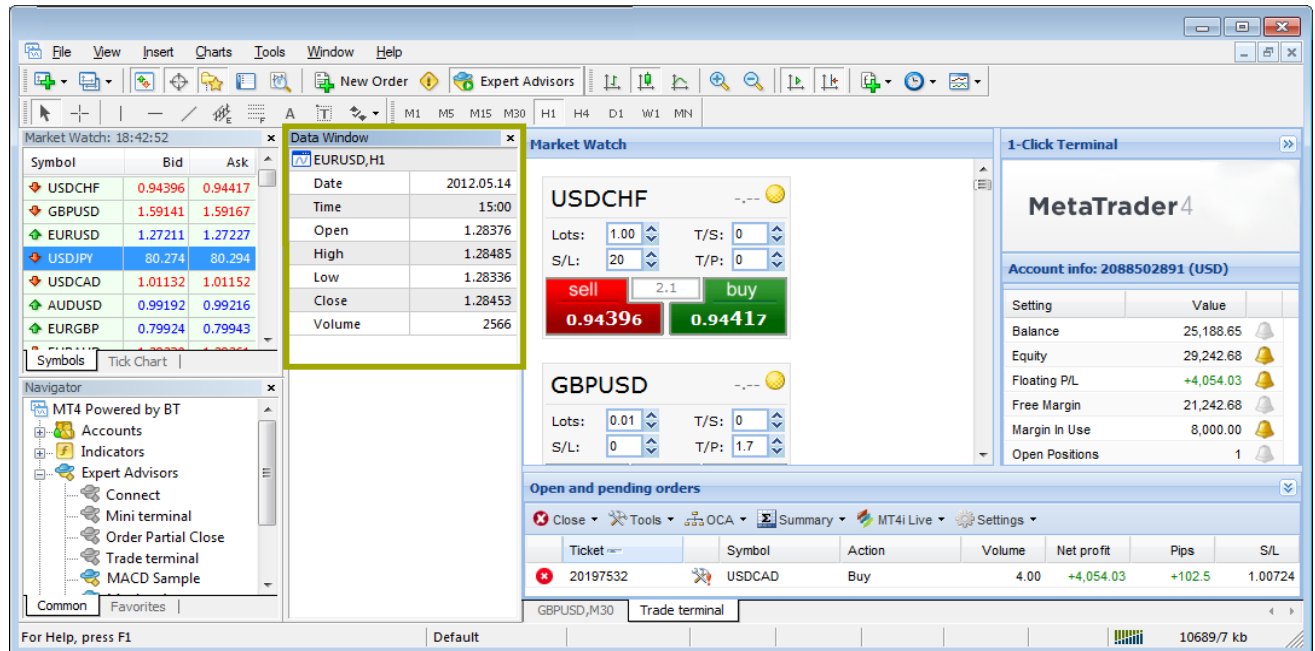 File View Insert Charts Tools Window Help
New Order Expert Advisors
E F A T M1 M5 M15 M30 H1 H4 D1 W1 MN
Market Watch: 18:42:52
Symbol Bid Ask
USDCHF 0.94396 0.94417
GBPUSD 1.59141 1.59167
EURUSD 1.27211 1.27227
USDJPY 80.274 80.294
USDCAD 1.01132 1.01152
AUDUSD 0.99192 0.99216
EURGBP 0.79924 0.79943
Symbols Tick Chart
Navigator
MT4 Powered by BT
Accounts
Indicators
Expert Advisors
Connect
Mini terminal
Order Partial Close
Trade terminal
MACD Sample
Common Favorites
Data Window
EURUSD,H1
Date 2012.05.14
Time 15:00
Open 1.28376
High 1.28485
Low 1.28336
Close 1.28453
Volume 2566
Market Watch
USDCHF -.--
Lots: 1.00 T/S: 0
S/L: 20 T/P: 0
sell 2.1 buy
0.94396 0.94417
GBPUSD -.--
Lots: 0.01 T/S: 0
S/L: 0 T/P: 1.7
1-Click Terminal
MetaTrader 4
Account info: 2088502891 (USD)
Setting Value
Balance 25,188.65
Equity 29,242.68
Floating P/L +4,054.03
Free Margin 21,242.68
Margin In Use 8,000.00
Open Positions 1
Open and pending orders
Close Tools OCA Summary MT4i Live Settings
Ticket Symbol Action Volume Net profit Pips S/L
20197532 USDCAD Buy 4.00 +4,054.03 +102.5 1.00724
GBPUSD,M30 Trade terminal
For Help, press F1 Default 10689/7 kb